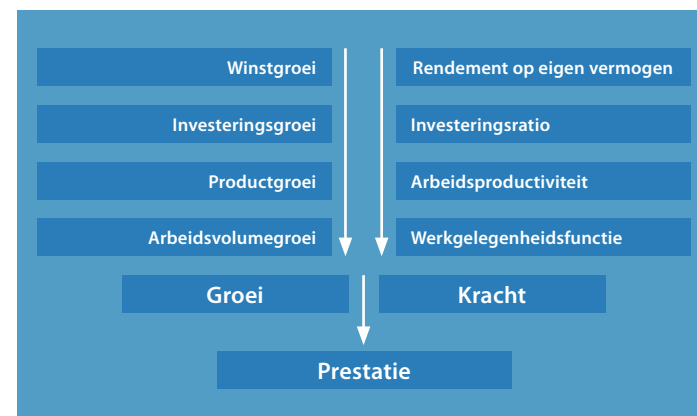 Winstgroei
Rendement op eigen vermogen
Investeringsgroei
Investeringsratio
Productgroei
Arbeidsproductiviteit
Arbeidsvolumegroei
Werkgelegenheidsfunctie
Groei
Kracht
Prestatie